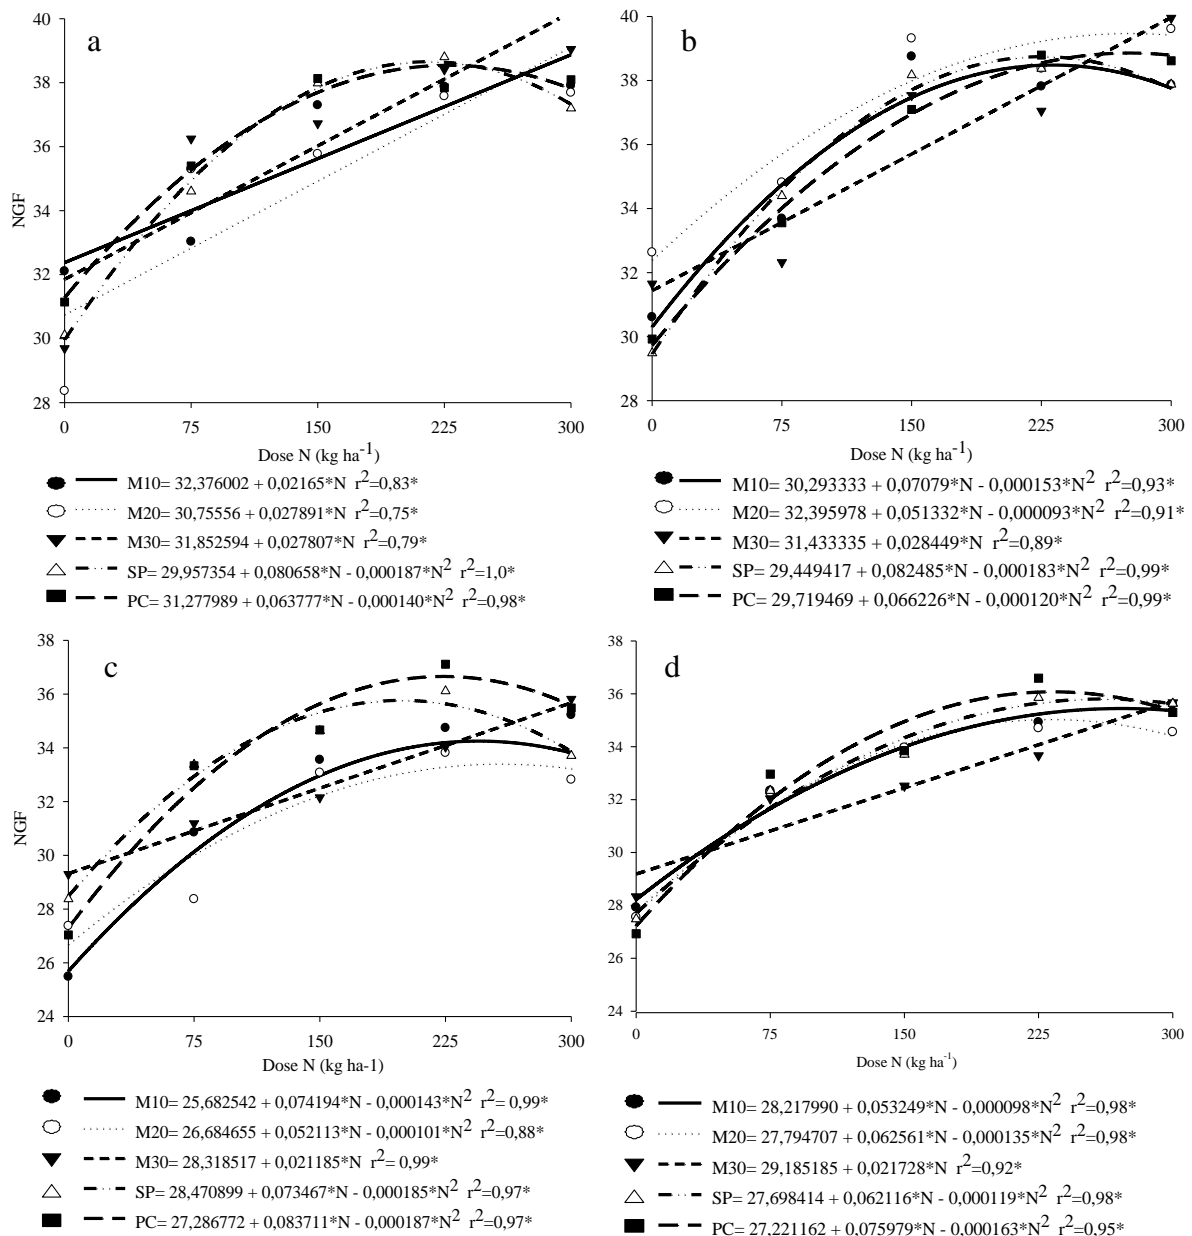 a
40
38
36
34
32
30
28
NGF
0 75 150 225 300
Dose N (kg ha-1)
M10= 32,376002 + 0,02165*N r2=0,83*
M20= 30,75556 + 0,027891*N r2=0,75*
M30= 31,852594 + 0,027807*N r2=0,79*
SP= 29,957354 + 0,080658*N - 0,000187*N2 r2=1,0*
PC= 31,277989 + 0,063777*N - 0,000140*N2 r2=0,98*
b
40
38
36
34
32
30
28
0 75 150 225 300
Dose N (kg ha-1)
M10= 30,293333 + 0,07079*N - 0,000153*N2 r2=0,93*
M20= 32,395978 + 0,051332*N - 0,000093*N2 r2=0,91*
M30= 31,433335 + 0,028449*N r2=0,89*
SP= 29,449417 + 0,082485*N - 0,000183*N2 r2=0,99*
PC= 29,719469 + 0,066226*N - 0,000120*N2 r2=0,99*
c
38
36
34
32
30
28
26
24
NGF
0 75 150 225 300
Dose N (kg ha-1)
M10= 25,682542 + 0,074194*N - 0,000143*N2 r2= 0,99*
M20= 26,684655 + 0,052113*N - 0,000101*N2 r2=0,88*
M30= 28,318517 + 0,021185*N r2= 0,99*
SP= 28,470899 + 0,073467*N - 0,000185*N2 r2=0,97*
PC= 27,286772 + 0,083711*N - 0,000187*N2 r2=0,97*
d
38
36
34
32
30
28
26
24
0 75 150 225 300
Dose N (kg ha-1)
M10= 28,217990 + 0,053249*N - 0,000098*N2 r2=0,98*
M20= 27,794707 + 0,062561*N - 0,000135*N2 r2=0,98*
M30= 29,185185 + 0,021728*N r2=0,92*
SP= 27,698414 + 0,062116*N - 0,000119*N2 r2=0,98*
PC= 27,221162 + 0,075979*N - 0,000163*N2 r2=0,95*